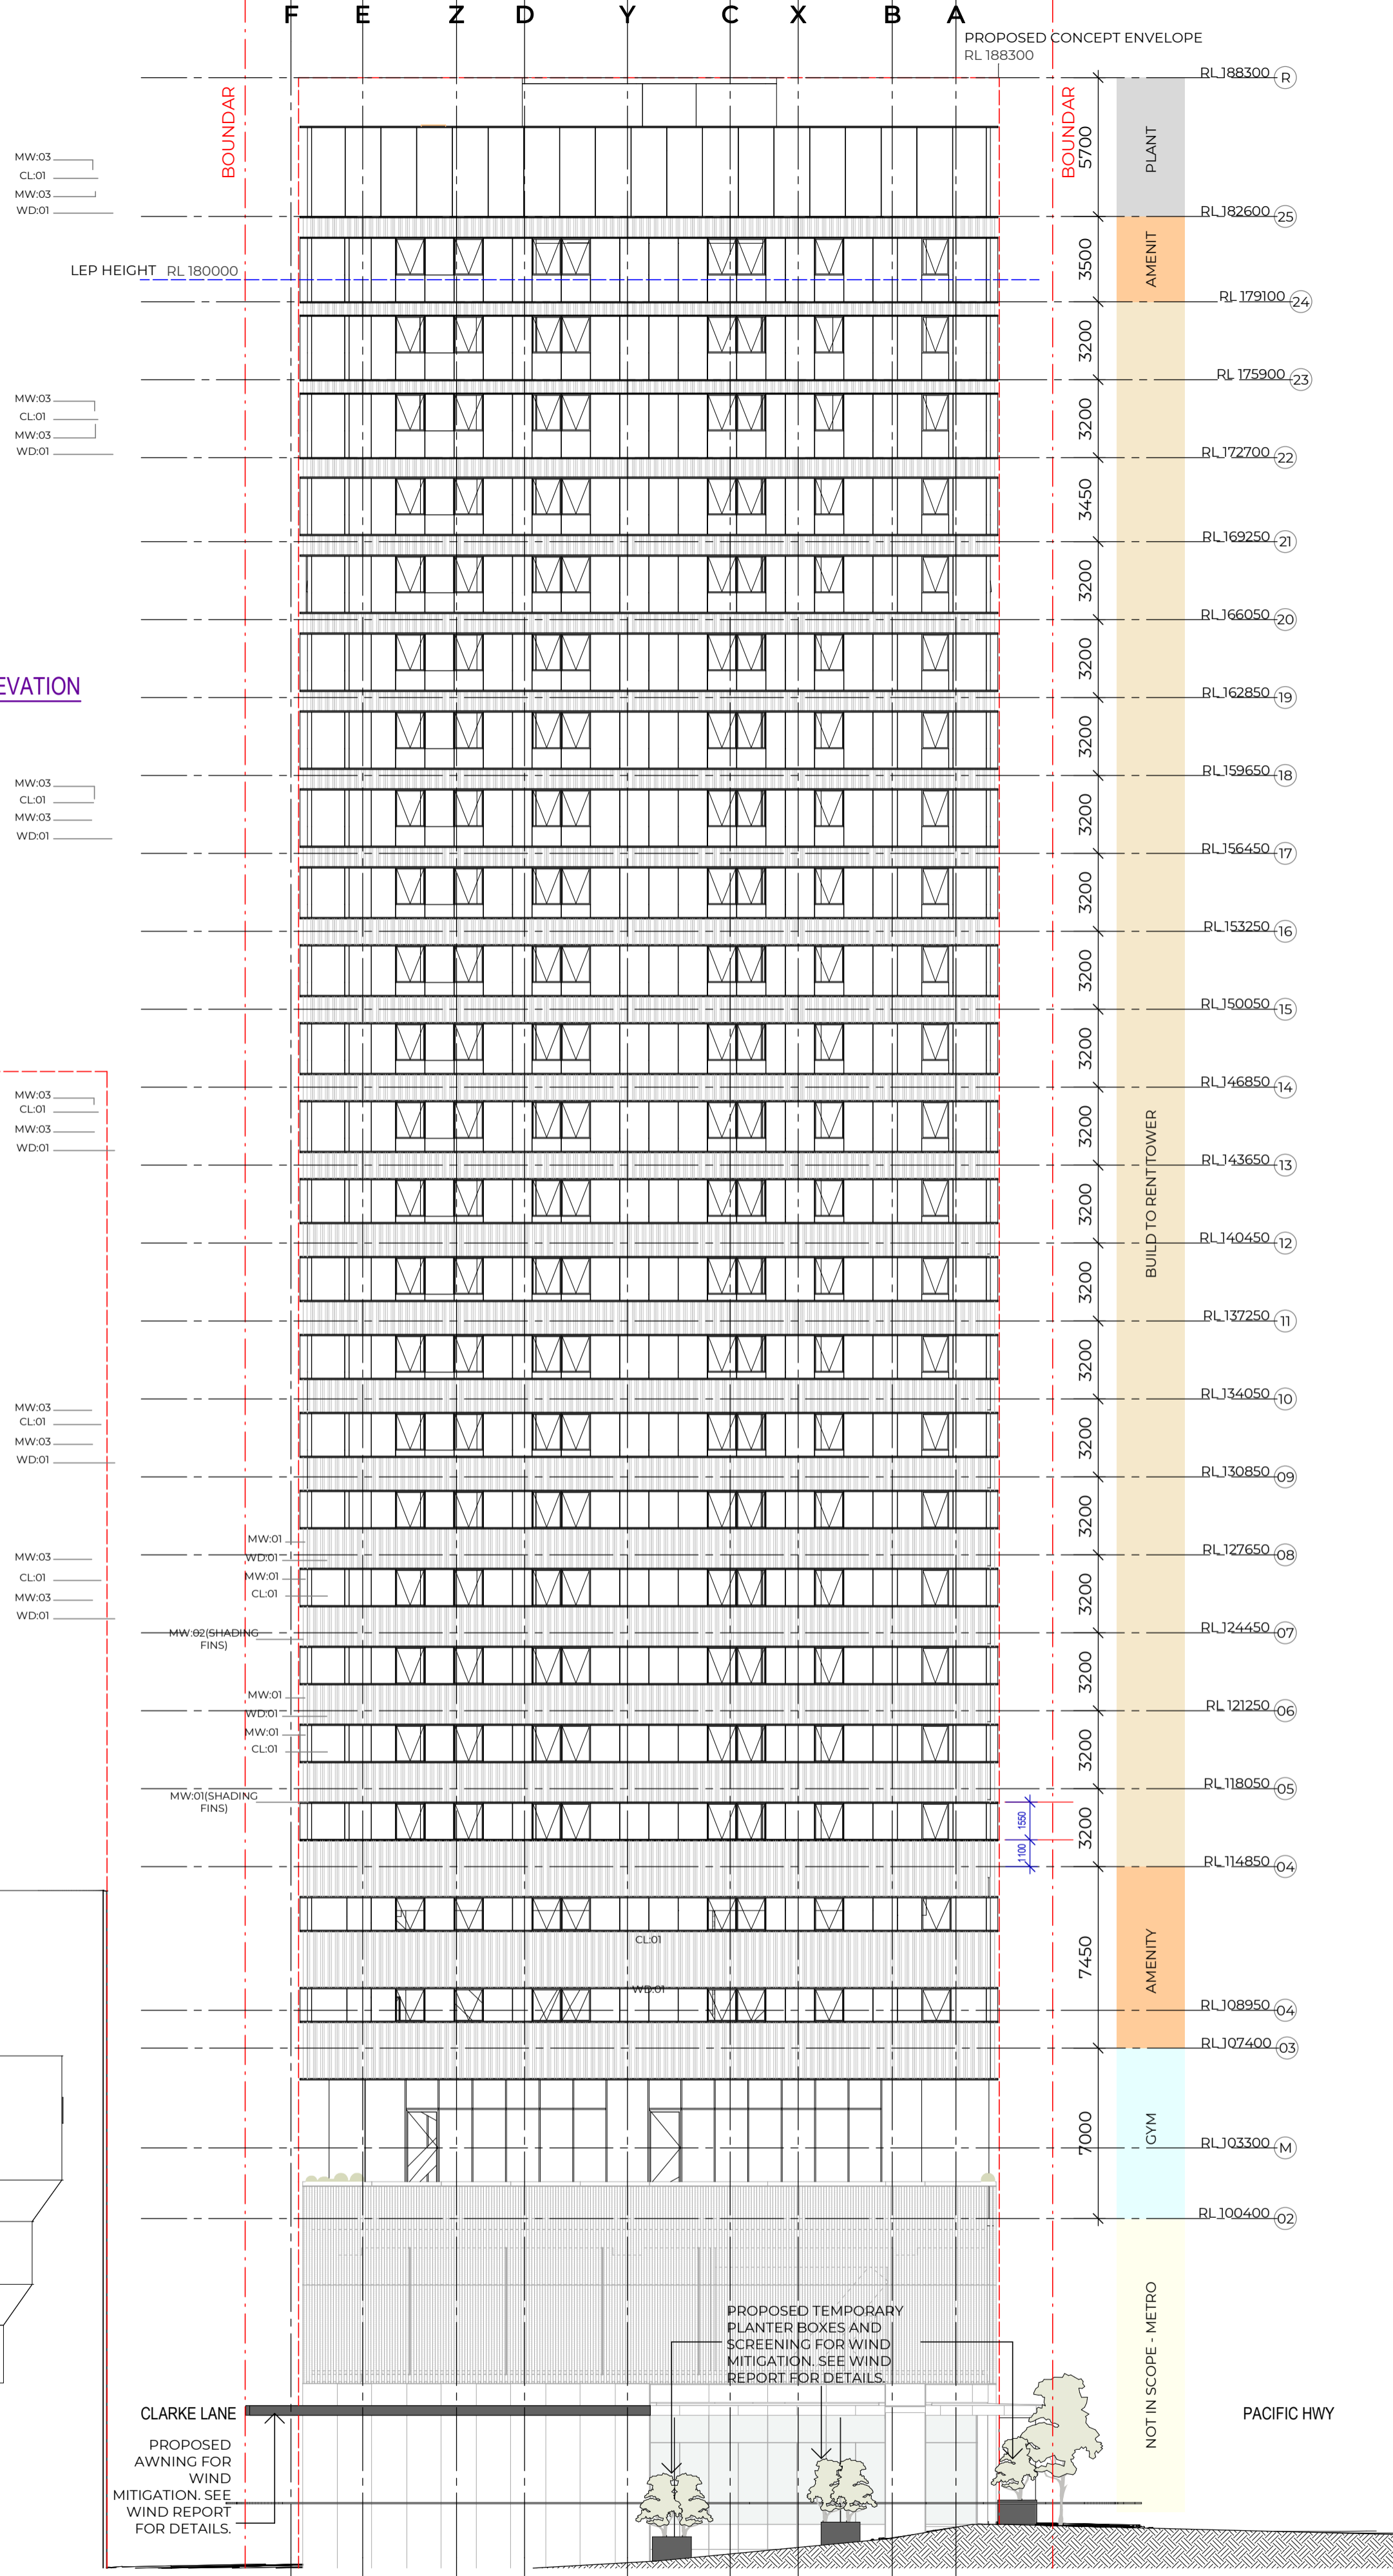 F E Z D Y C X B A
PROPOSED CONCEPT ENVELOPE
RL 188300
RL 188300 R
BOUNDAR
BOUNDAR
5700
PLANT
MW:03
CL:01
MW:03
WD:01
RL 182600 25
LEP HEIGHT RL 180000
3500
AMENIT
RL 179100 24
3200
RL 175900 23
MW:03
CL:01
MW:03
WD:01
3200
RL 172700 22
3450
RL 169250 21
3200
RL 166050 20
3200
EVATION
RL 162850 19
3200
RL 159650 18
MW:03
CL:01
MW:03
WD:01
3200
RL 156450 17
3200
RL 153250 16
3200
RL 150050 15
3200
RL 146850 14
MW:03
CL:01
MW:03
WD:01
3200
RL 143650 13
BUILD TO RENT TOWER
3200
RL 140450 12
3200
RL 137250 11
3200
RL 134050 10
MW:03
CL:01
MW:03
WD:01
3200
RL 130850 09
3200
MW:01
WD:01
MW:01
CL:01
RL 127650 08
MW:03
CL:01
MW:03
WD:01
3200
MW:02(SHADING
FINS)
RL 124450 07
3200
MW:01
WD:01
MW:01
CL:01
RL 121250 06
3200
RL 118050 05
MW:01(SHADING
FINS)
1550
3200
1100
RL 114850 04
CL:01
7450
AMENITY
WD:01
RL 108950 04
RL 107400 03
7000
GYM
RL 103300 M
RL 100400 02
NOT IN SCOPE - METRO
PROPOSED TEMPORARY
PLANTER BOXES AND
SCREENING FOR WIND
MITIGATION. SEE WIND
REPORT FOR DETAILS.
CLARKE LANE
PACIFIC HWY
PROPOSED
AWNING FOR
WIND
MITIGATION. SEE
WIND REPORT
FOR DETAILS.